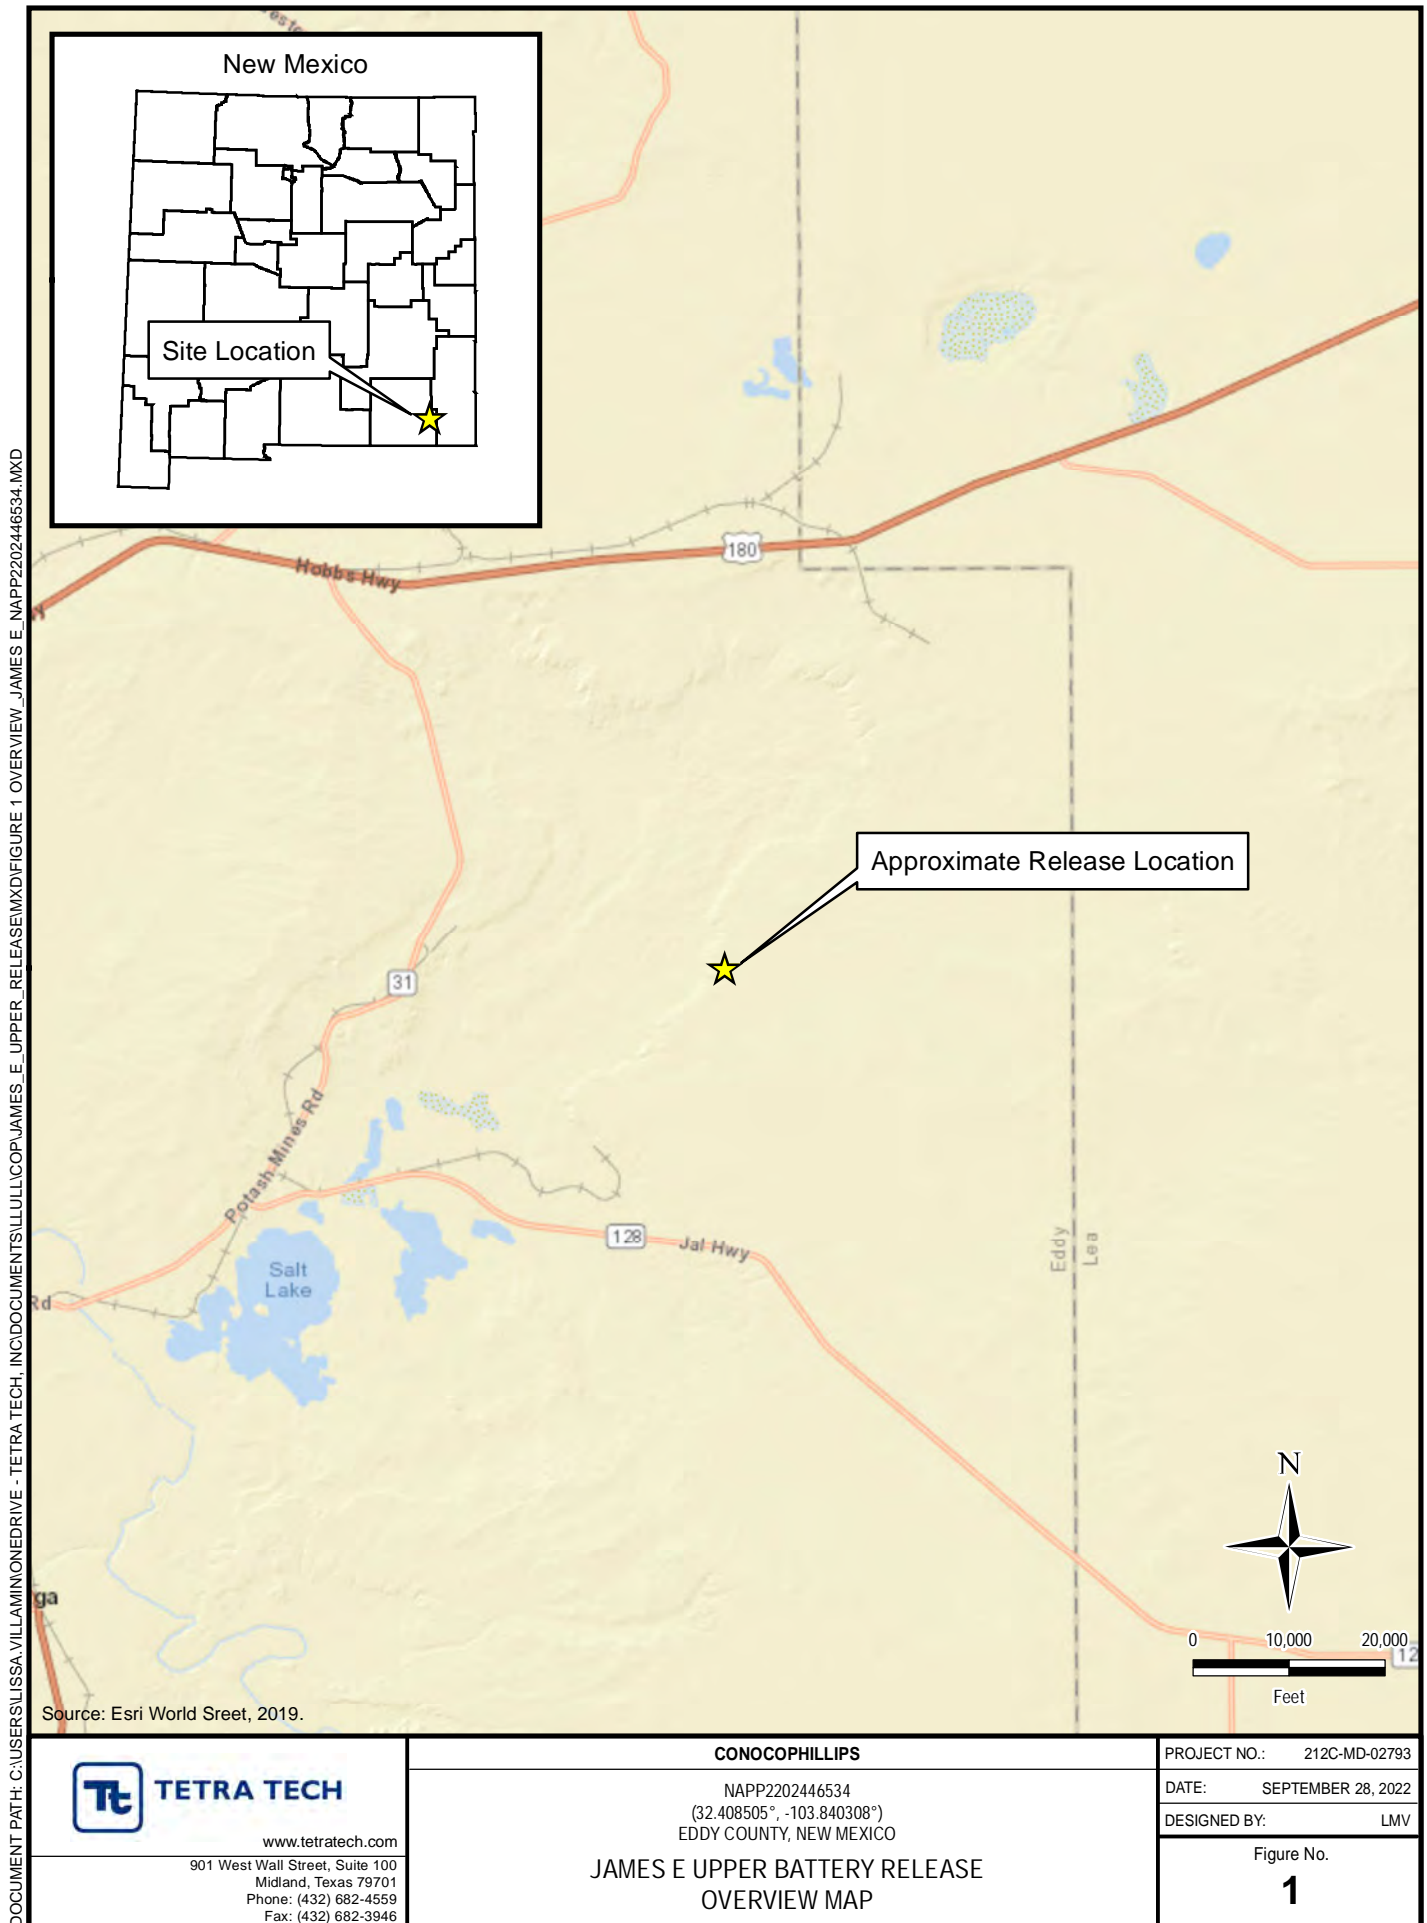 New Mexico
Site Location
Hobbs Hwy
180
Approximate Release Location
31
Potash Mines Rd
128
Jal Hwy
Eddy
Lea
Salt
Lake
Rd
ga
N
0 10,000 20,000
Feet
12
Source: Esri World Sreet, 2019.
DOCUMENT PATH: C:\USERS\LISSA.VILLAMIN\ONEDRIVE - TETRA TECH, INC\DOCUMENTS\LLULL\COP\JAMES_E_UPPER_RELEASE\MXD\FIGURE 1 OVERVIEW_JAMES E_NAPP2202446534.MXD
Tt TETRA TECH
www.tetratech.com
901 West Wall Street, Suite 100
Midland, Texas 79701
Phone: (432) 682-4559
Fax: (432) 682-3946
CONOCOPHILLIPS
NAPP2202446534
(32.408505°, -103.840308°)
EDDY COUNTY, NEW MEXICO
JAMES E UPPER BATTERY RELEASE
OVERVIEW MAP
PROJECT NO.: 212C-MD-02793
DATE: SEPTEMBER 28, 2022
DESIGNED BY: LMV
Figure No.
1